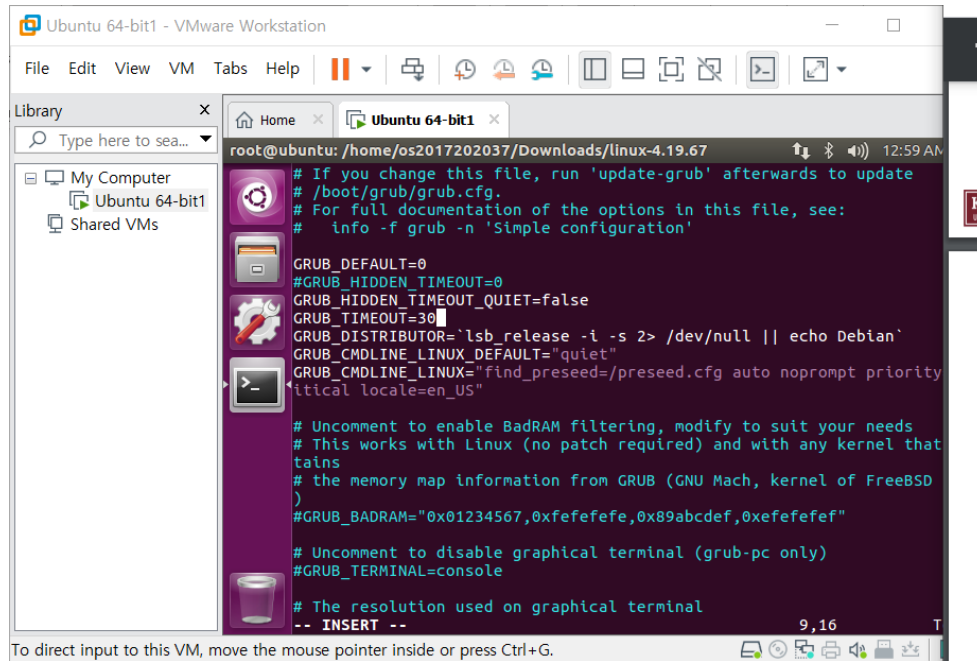 Ubuntu 64-bit1 - VMware Workstation
File Edit View VM Tabs Help
Library X
Type here to sea...
My Computer
Ubuntu 64-bit1
Shared VMs
Home
Ubuntu 64-bit1
root@ubuntu: /home/os2017202037/Downloads/linux-4.19.67 12:59 AM
# If you change this file, run 'update-grub' afterwards to update
# /boot/grub/grub.cfg.
# For full documentation of the options in this file, see:
#   info -f grub -n 'Simple configuration'
GRUB_DEFAULT=0
#GRUB_HIDDEN_TIMEOUT=0
GRUB_HIDDEN_TIMEOUT_QUIET=false
GRUB_TIMEOUT=30
GRUB_DISTRIBUTOR=`lsb_release -i -s 2> /dev/null || echo Debian`
GRUB_CMDLINE_LINUX_DEFAULT="quiet"
GRUB_CMDLINE_LINUX="find_preseed=/preseed.cfg auto noprompt priority
itical locale=en_US"
# Uncomment to enable BadRAM filtering, modify to suit your needs
# This works with Linux (no patch required) and with any kernel that
tains
# the memory map information from GRUB (GNU Mach, kernel of FreeBSD
)
#GRUB_BADRAM="0x01234567,0xfefefefe,0x89abcdef,0xefefefef"
# Uncomment to disable graphical terminal (grub-pc only)
#GRUB_TERMINAL=console
# The resolution used on graphical terminal
-- INSERT -- 9,16 T
To direct input to this VM, move the mouse pointer inside or press Ctrl+G.